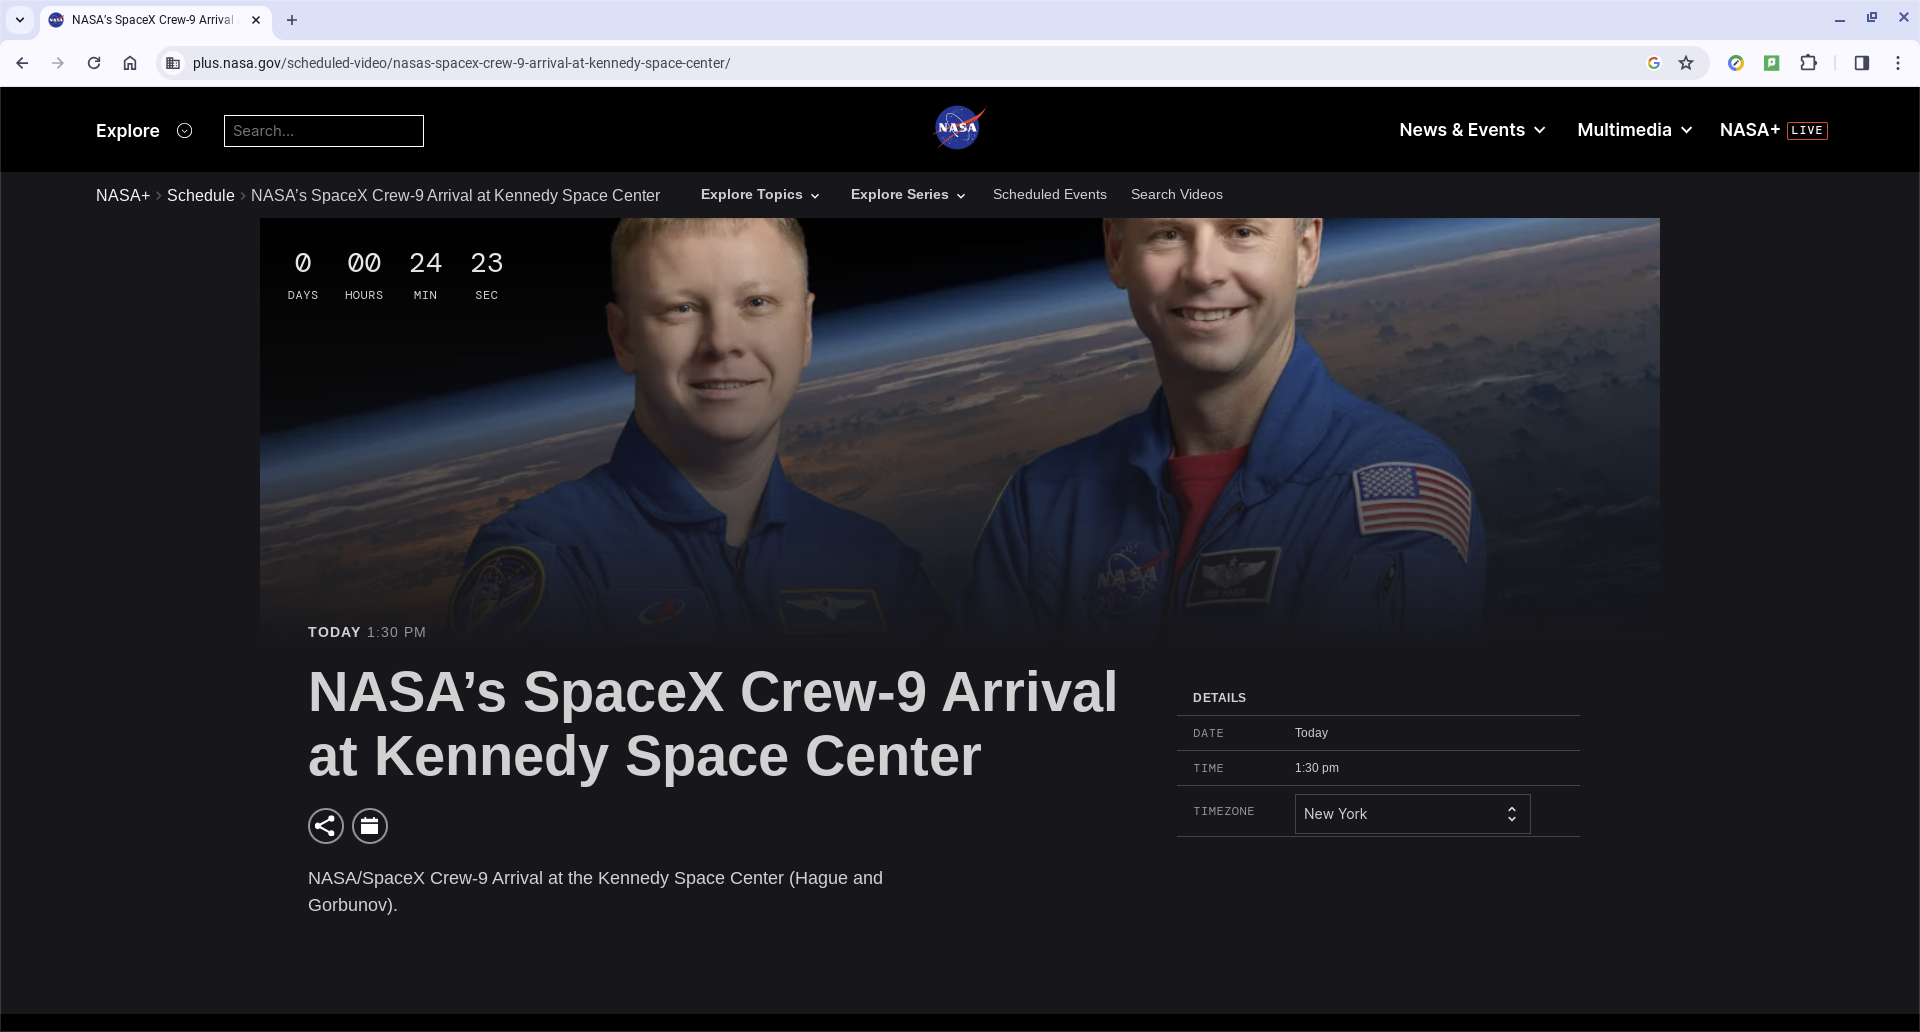 NASA's SpaceX Crew-9 Arrival
plus.nasa.gov/scheduled-video/nasas-spacex-crew-9-arrival-at-kennedy-space-center/
Explore
Search...
NASA
News & Events
Multimedia
NASA+ LIVE
NASA+ > Schedule > NASA’s SpaceX Crew-9 Arrival at Kennedy Space Center
Explore Topics
Explore Series
Scheduled Events
Search Videos
0 00 24 23
DAYS HOURS MIN SEC
NASA
TODAY 1:30 PM
NASA’s SpaceX Crew-9 Arrival
at Kennedy Space Center
DETAILS
DATE Today
TIME 1:30 pm
TIMEZONE New York
NASA/SpaceX Crew-9 Arrival at the Kennedy Space Center (Hague and
Gorbunov).